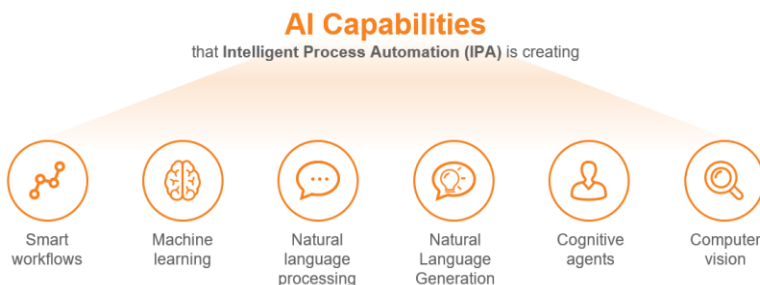 AI Capabilities
that Intelligent Process Automation (IPA) is creating
Smart
workflows
Machine
learning
Natural
language
processing
Natural
Language
Generation
Cognitive
agents
Computer
vision